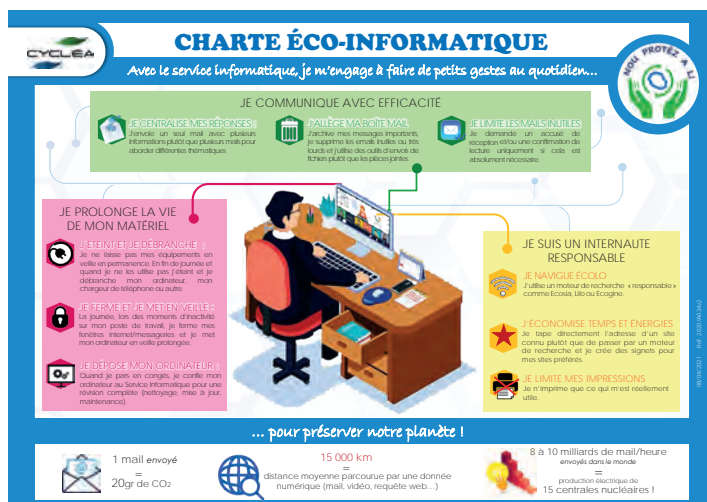 CYCLEA
CHARTE ÉCO-INFORMATIQUE
Avec le service informatique, je m'engage à faire de petits gestes au quotidien...
NOU PROTÉZ A LI
JE COMMUNIQUE AVEC EFFICACITÉ
JE CENTRALISE MES RÉPONSES :
J'envoie un seul mail avec plusieurs
informations plutôt que plusieurs mails pour
aborder différentes thématiques
J'ALLÈGE MA BOÎTE MAIL
J'archive mes messages importants,
je supprime les emails inutiles ou très
lourds et j'utilise des outils d'envois de
fichiers plutôt que les pièces jointes.
JE LIMITE LES MAILS INUTILES
Je demande un accusé de
réception et/ou une confirmation de
lecture uniquement si cela est
absolument nécessaire.
JE PROLONGE LA VIE
DE MON MATÉRIEL
J'ÉTEINT ET JE DÉBRANCHE :
Je ne laisse pas mes équipements en
veille en permanence. En fin de journée et
quand je ne les utilise pas j'éteint et je
débranche mon ordinateur, mon
chargeur de téléphone ou autre.
JE FERME ET JE MET EN VEILLE :
La journée, lors des moments d'inactivité
sur mon poste de travail, je ferme mes
fenêtres internet/messageries et je met
mon ordinateur en veille prolongée.
JE DÉPOSE MON ORDINATEUR :
Quand je pars en congés, je confie mon
ordinateur au Service Informatique pour une
révision complète (nettoyage, mise à jour,
maintenance).
JE SUIS UN INTERNAUTE
RESPONSABLE
JE NAVIGUE ÉCOLO
J'utilise un moteur de recherche « responsable »
comme Ecosia, Lilo ou Ecogine.
J'ÉCONOMISE TEMPS ET ÉNERGIES
Je tape directement l'adresse d'un site
connu plutôt que de passer par un moteur
de recherche et je crée des signets pour
mes sites préférés.
JE LIMITE MES IMPRESSIONS
Je n'imprime que ce qui m'est réellement
utile.
... pour préserver notre planète !
1 mail envoyé
=
20gr de CO2
15 000 km
=
distance moyenne parcourue par une donnée
numérique (mail, vidéo, requête web...)
8 à 10 milliards de mail/heure
envoyés dans le monde
=
production électrique de
15 centrales nucléaires !